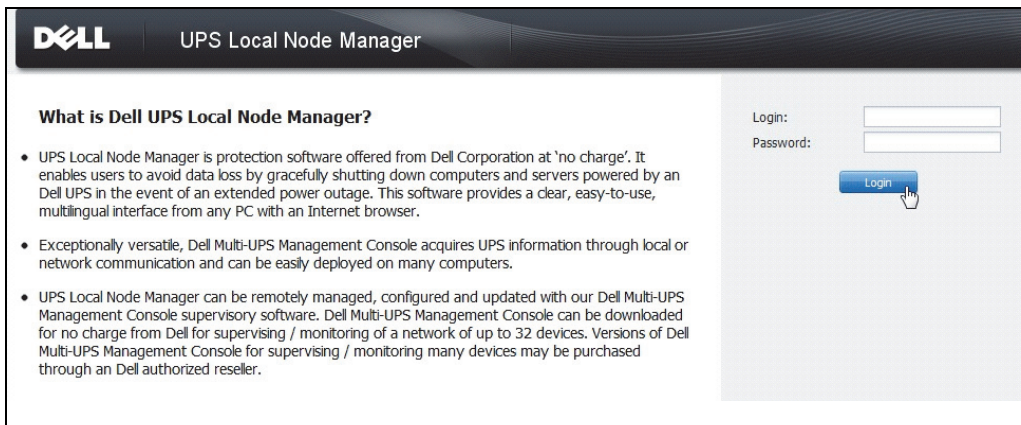 DELL
UPS Local Node Manager
What is Dell UPS Local Node Manager?
• UPS Local Node Manager is protection software offered from Dell Corporation at ‘no charge’. It
enables users to avoid data loss by gracefully shutting down computers and servers powered by an
Dell UPS in the event of an extended power outage. This software provides a clear, easy-to-use,
multilingual interface from any PC with an Internet browser.
• Exceptionally versatile, Dell Multi-UPS Management Console acquires UPS information through local or
network communication and can be easily deployed on many computers.
• UPS Local Node Manager can be remotely managed, configured and updated with our Dell Multi-UPS
Management Console supervisory software. Dell Multi-UPS Management Console can be downloaded
for no charge from Dell for supervising / monitoring of a network of up to 32 devices. Versions of Dell
Multi-UPS Management Console for supervising / monitoring many devices may be purchased
through an Dell authorized reseller.
Login:
Password:
Login